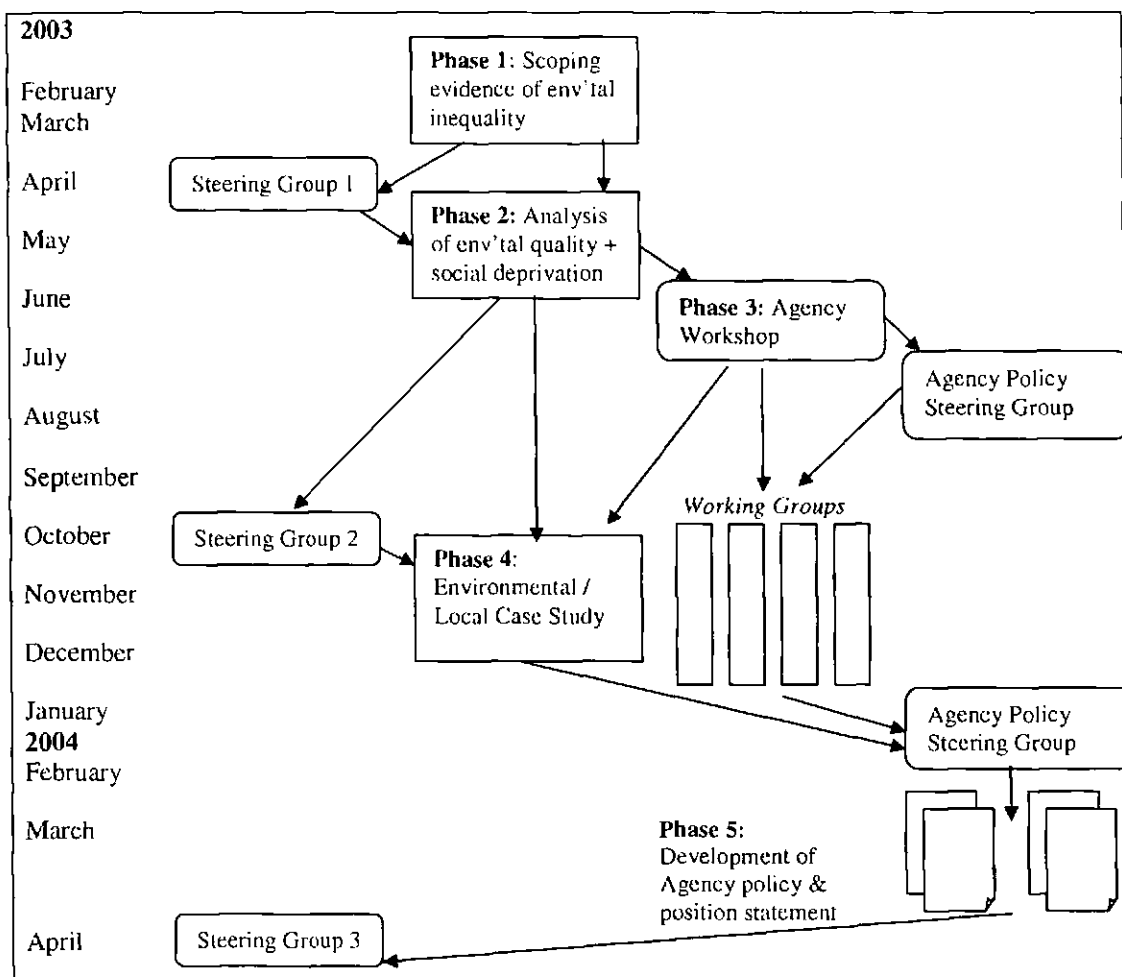 2003
Phase 1: Scoping
evidence of env'tal
inequality
February
March
April
Steering Group 1
Phase 2: Analysis
of env'tal quality +
social deprivation
May
June
Phase 3: Agency
Workshop
July
Agency Policy
Steering Group
August
September
Working Groups
October
Steering Group 2
Phase 4:
Environmental /
Local Case Study
November
December
January
2004
February
Agency Policy
Steering Group
March
Phase 5:
Development of
Agency policy &
position statement
April
Steering Group 3